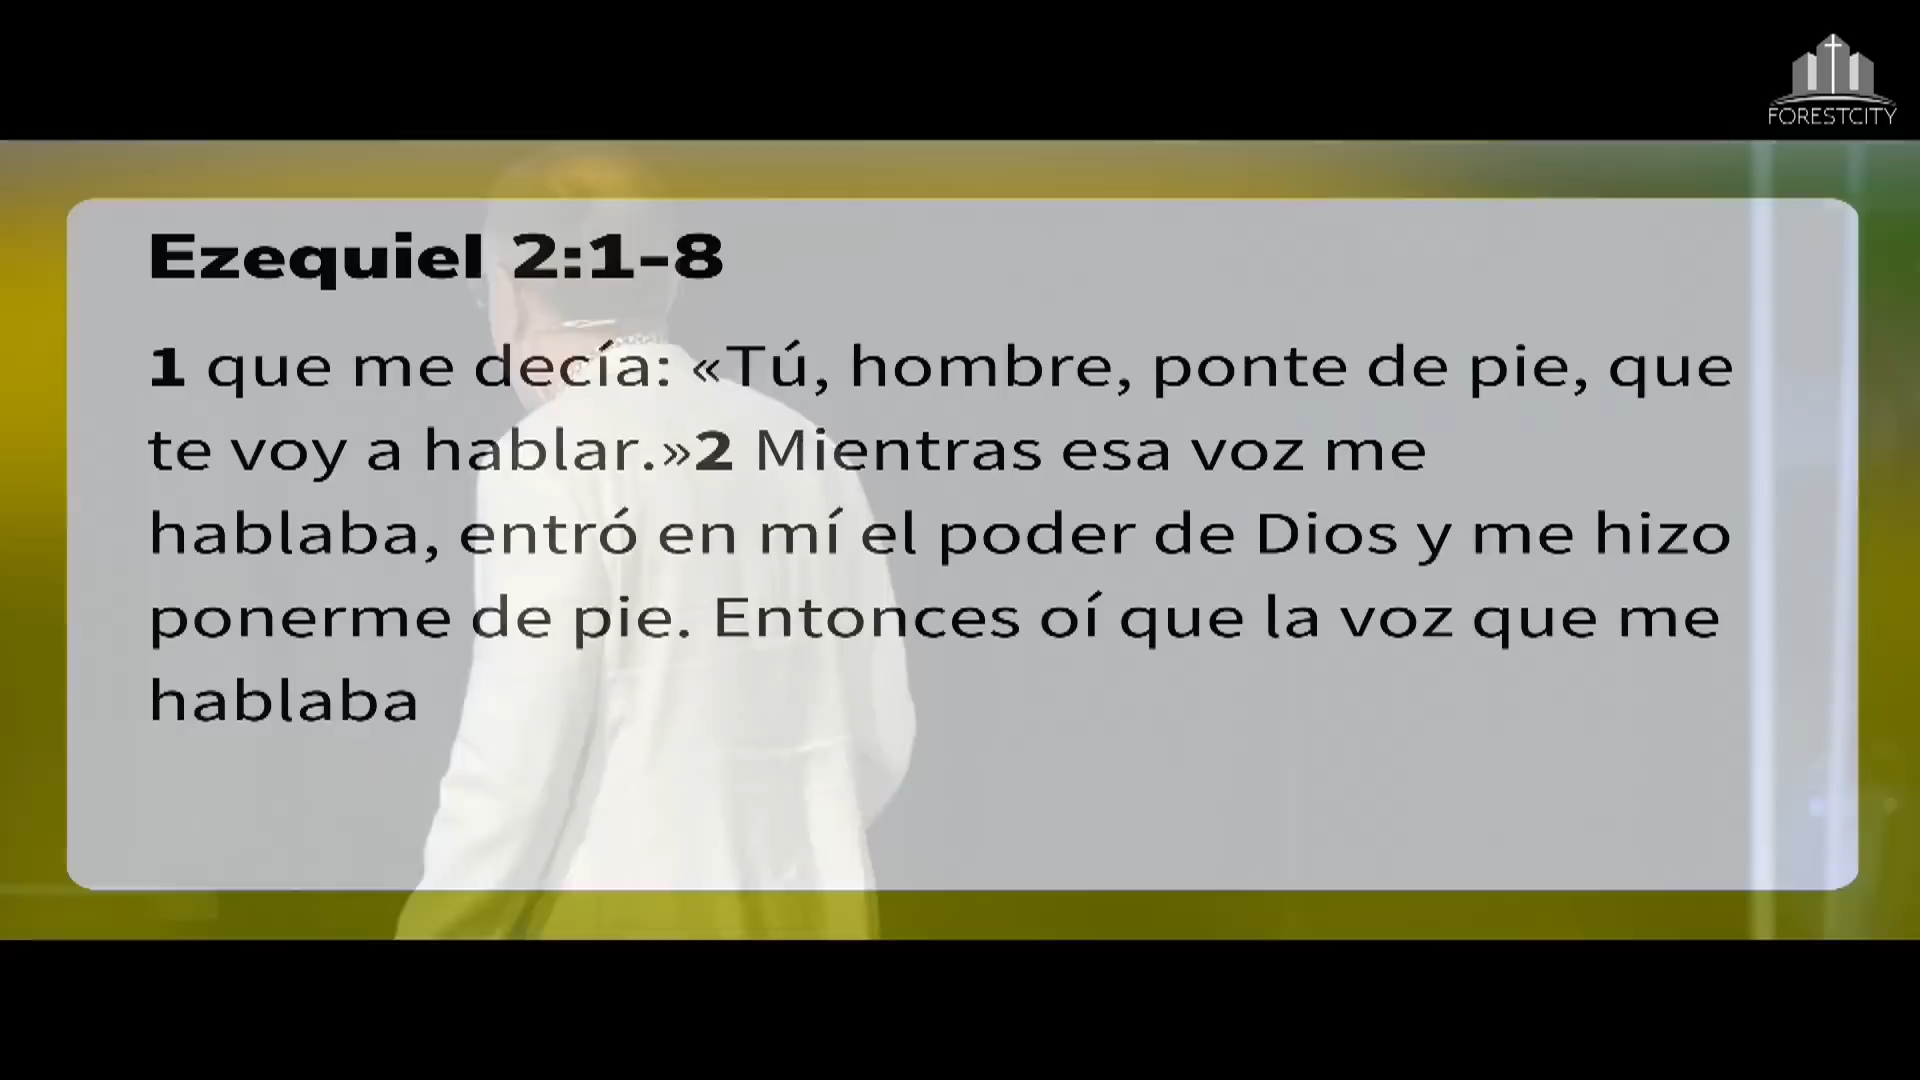 FORESTCITY
Ezequiel 2:1-8
1 que me decía: «Tú, hombre, ponte de pie, que
te voy a hablar.»2 Mientras esa voz me
hablaba, entró en mí el poder de Dios y me hizo
ponerme de pie. Entonces oí que la voz que me
hablaba